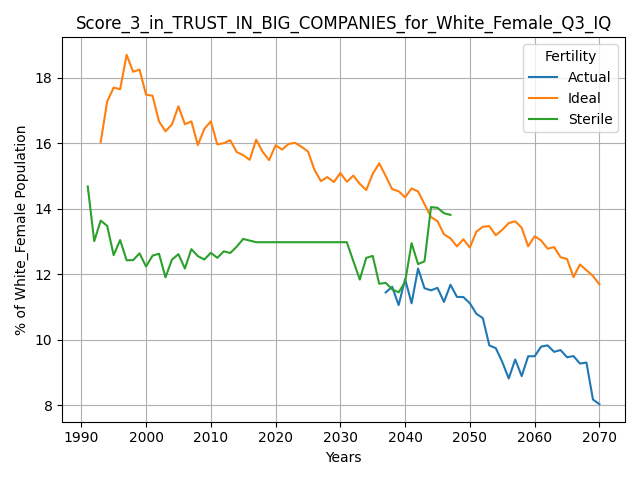 Score_3_in_TRUST_IN_BIG_COMPANIES_for_White_Female_Q3_IQ
Fertility
Actual
Ideal
Sterile
% of White_Female Population
18
16
14
12
10
8
1990 2000 2010 2020 2030 2040 2050 2060 2070
Years